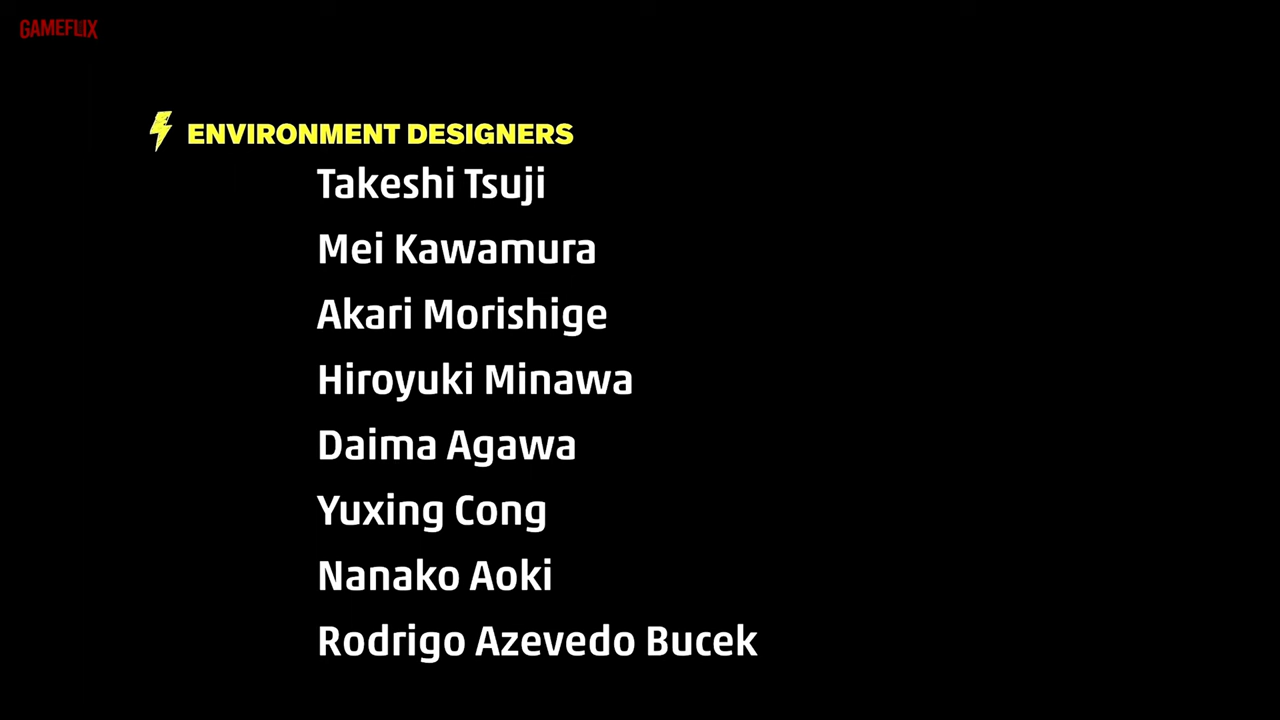 GAMEFLIX
ENVIRONMENT DESIGNERS
Takeshi Tsuji
Mei Kawamura
Akari Morishige
Hiroyuki Minawa
Daima Agawa
Yuxing Cong
Nanako Aoki
Rodrigo Azevedo Bucek